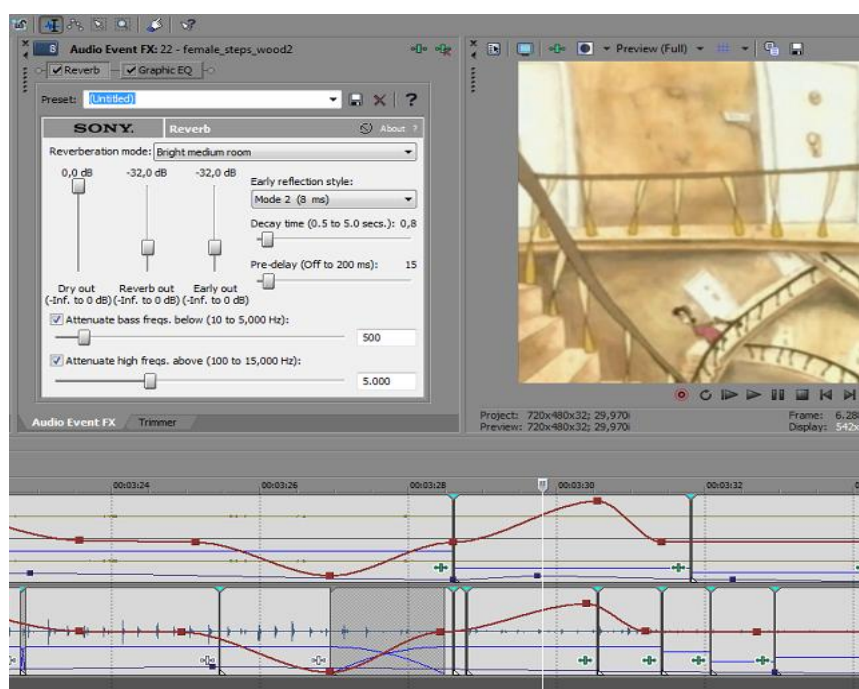 Audio Event FX: 22 - female_steps_wood2
Reverb
Graphic EQ
Preset: (Untitled)
SONY. Reverb About ?
Reverberation mode: Bright medium room
0,0 dB -32,0 dB -32,0 dB
Early reflection style:
Mode 2 (8 ms)
Decay time (0.5 to 5.0 secs.): 0,8
Pre-delay (Off to 200 ms): 15
Dry out Reverb out Early out
(-Inf. to 0 dB) (-Inf. to 0 dB) (-Inf. to 0 dB)
Attenuate bass freqs. below (10 to 5,000 Hz):
500
Attenuate high freqs. above (100 to 15,000 Hz):
5.000
Audio Event FX Trimmer
Preview (Full)
Project: 720x480x32; 29,970i
Preview: 720x480x32; 29,970i
Frame: 6.28
Display: 542x
00:03:24 00:03:26 00:03:28 00:03:30 00:03:32